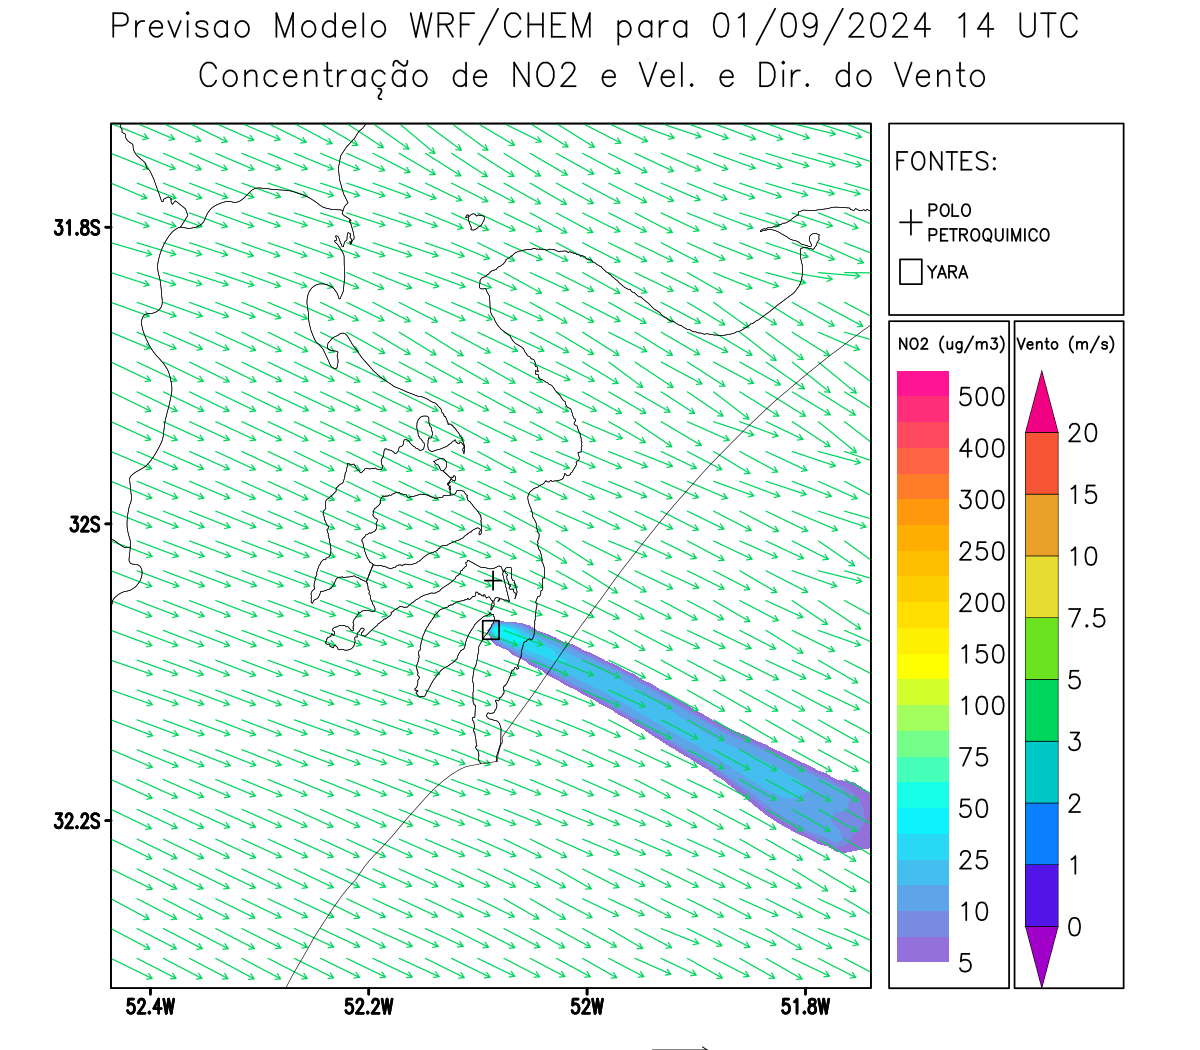 Previsao Modelo WRF/CHEM para 01/09/2024 14 UTC
Concentração de NO2 e Vel. e Dir. do Vento
FONTES:
POLO
PETROQUIMICO
YARA
NO2 (ug/m3)
500
400
300
250
200
150
100
75
50
25
10
5
Vento (m/s)
20
15
10
7.5
5
3
2
1
0
31.8S
32S
32.2S
52.4W
52.2W
52W
51.8W